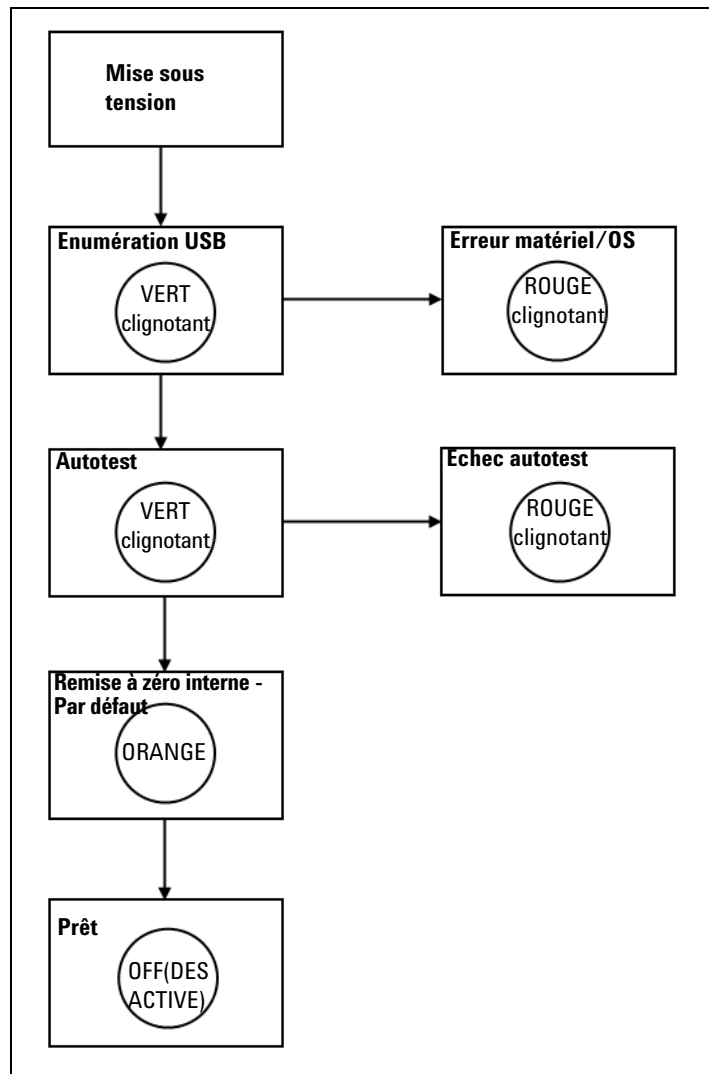 Mise sous
tension
Enumération USB
VERT
clignotant
Erreur matériel/OS
ROUGE
clignotant
Autotest
VERT
clignotant
Echec autotest
ROUGE
clignotant
Remise à zéro interne -
Par défaut
ORANGE
Prêt
OFF(DES
ACTIVE)